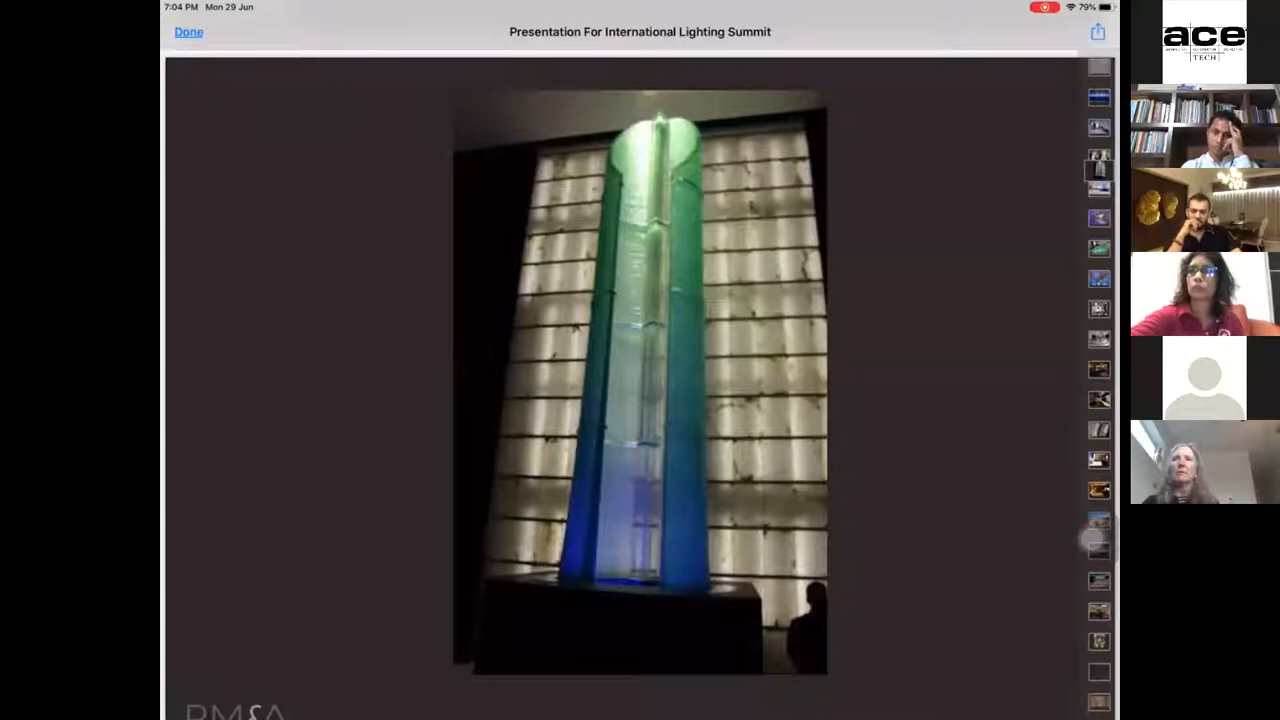 7:04 PM Mon 29 Jun
79%
Done
Presentation For International Lighting Summit
ace
TECH